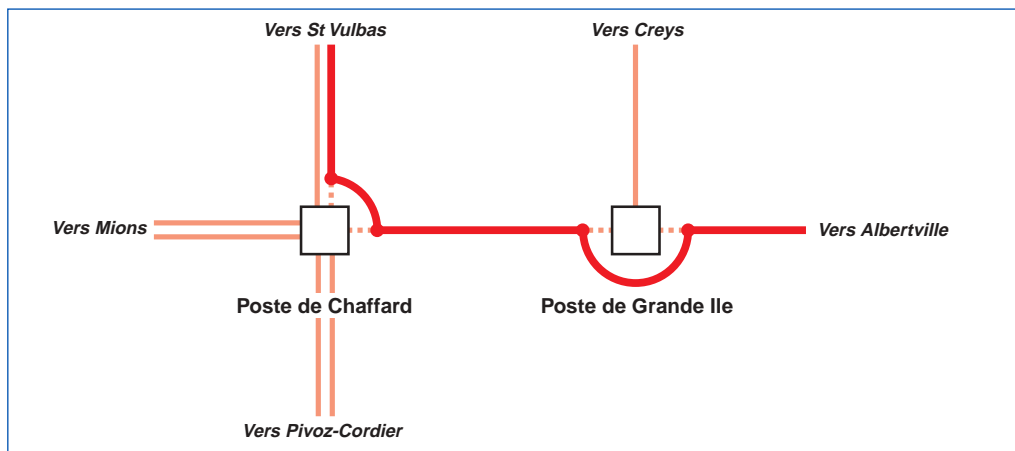 Vers St Vulbas
Vers Creys
Vers Mions
Vers Albertville
Poste de Chaffard
Poste de Grande Ile
Vers Pivoz-Cordier